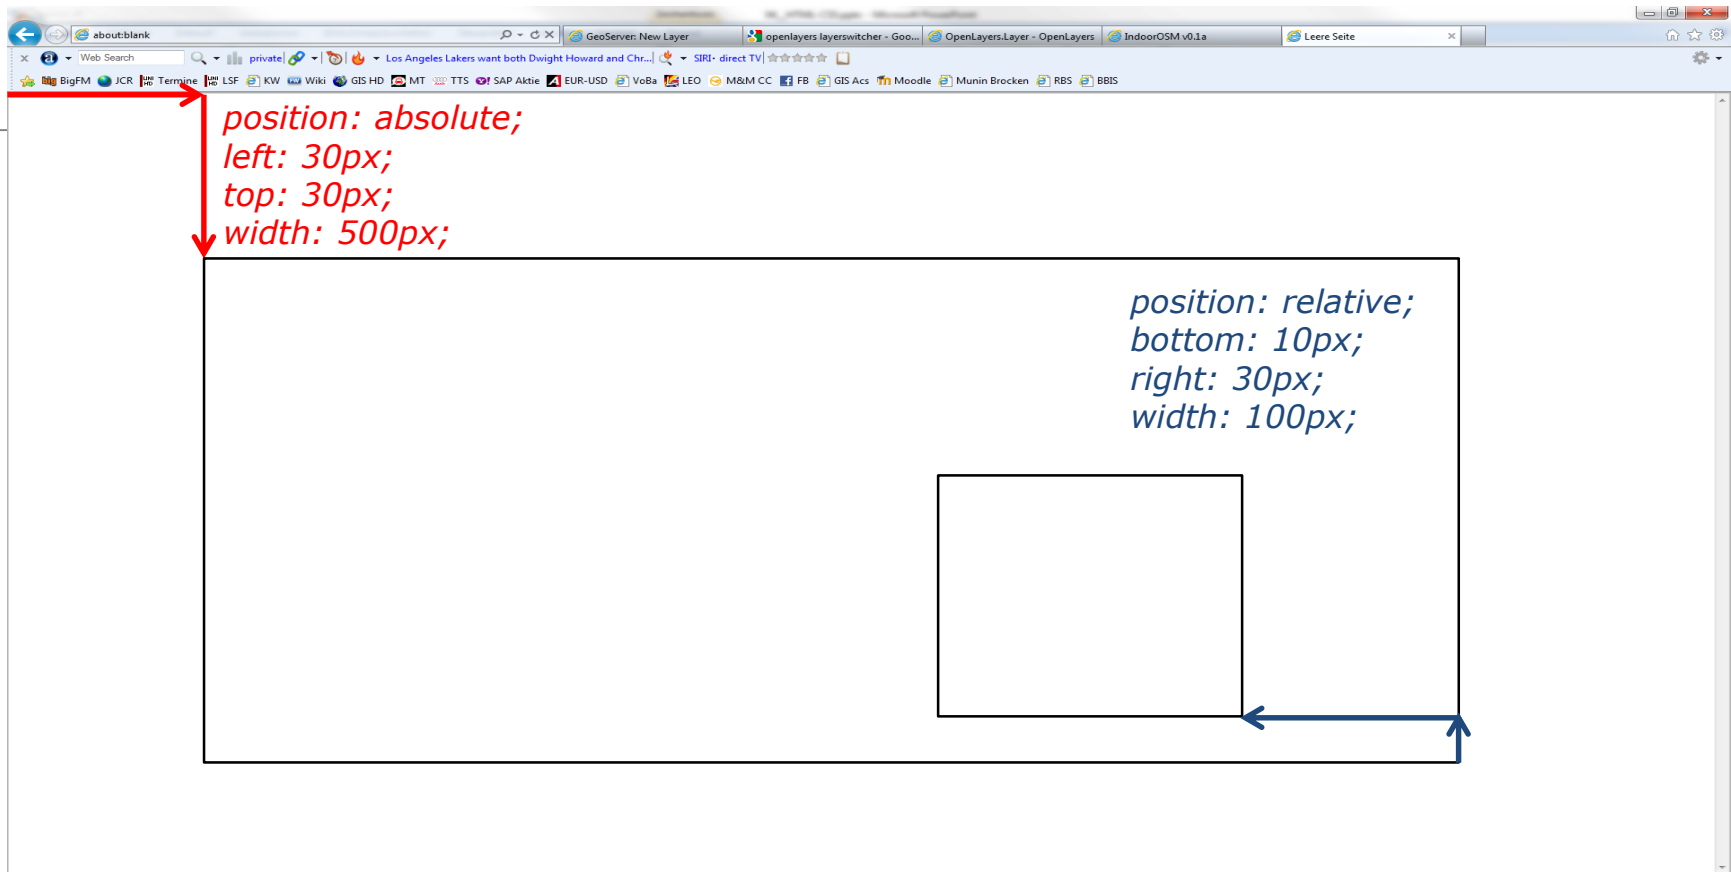 about:blank
GeoServer: New Layer
openlayers layerswitcher - Goo...
OpenLayers.Layer - OpenLayers
IndoorOSM v0.1a
Leere Seite
Web Search
private
Los Angeles Lakers want both Dwight Howard and Chr...
SIRI- direct TV
BigFM JCR Termine LSF KW Wiki GIS HD MT TTS SAP Aktie EUR-USD VoBa LEO M&M CC FB GIS Acs Moodle Munin Brocken RBS BBIS
position: absolute;
left: 30px;
top: 30px;
width: 500px;
position: relative;
bottom: 10px;
right: 30px;
width: 100px;